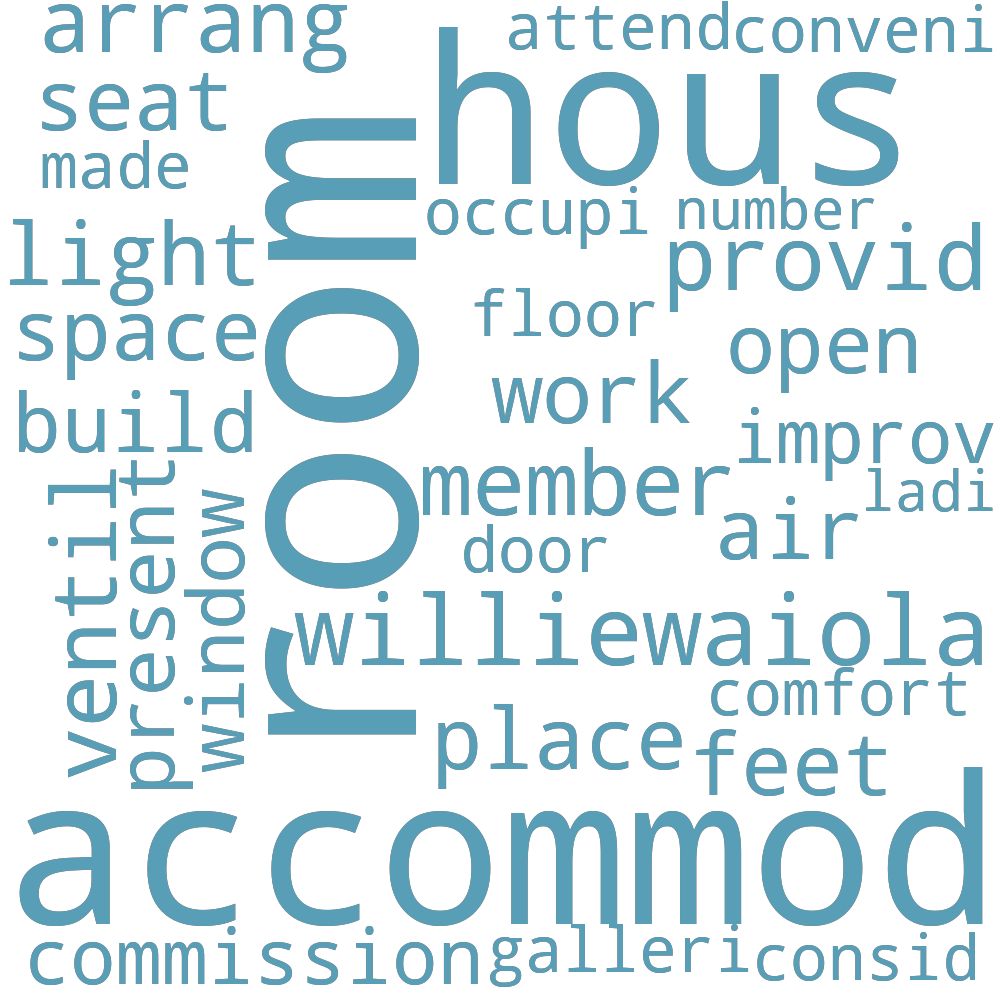 arrang
attend
conveni
seat
hous
made
occupi
number
light
provid
space
floor
open
room
build
work
improv
member
ladi
ventil
present
window
air
door
williewaiola
comfort
place
feet
accommod
commission
galleri
consid